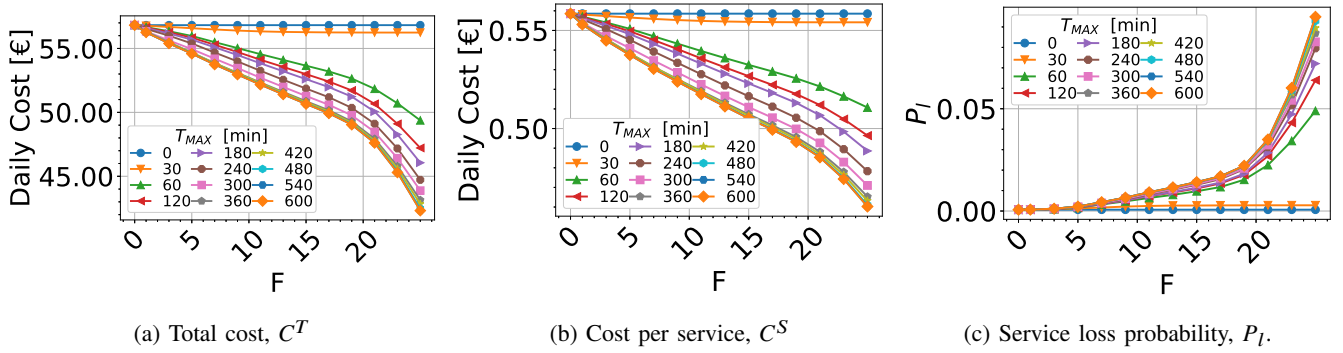 Daily Cost [€]
55.00
50.00
45.00
T_MAX [min]
0 180 420
30 240 480
60 300 540
120 360 600
0 5 10 15 20
F
(a) Total cost, C^T
Daily Cost [€]
0.55
0.50
T_MAX [min]
0 180 420
30 240 480
60 300 540
120 360 600
0 5 10 15 20
F
(b) Cost per service, C^S
P_l
0.05
0.00
T_MAX [min]
0 180 420
30 240 480
60 300 540
120 360 600
0 5 10 15 20
F
(c) Service loss probability, P_l.